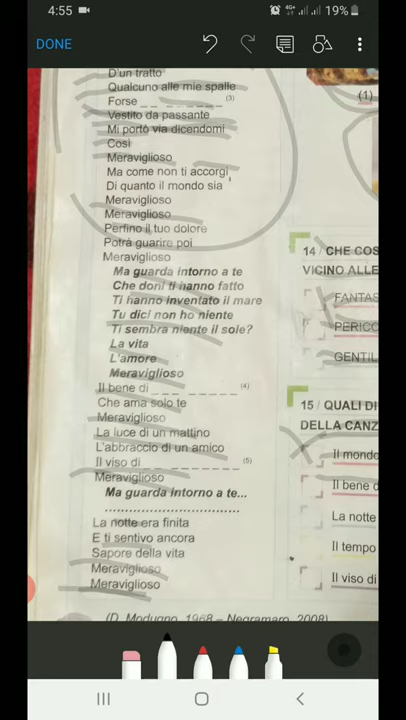 4:55
4G+
19%
DONE
D'un tratto
Qualcuno alle mie spalle
Forse _ _ _ _ _ _ _ _ (3)
Vestito da passante
Mi portò via dicendomi
Così
Meraviglioso
Ma come non ti accorgi
Di quanto il mondo sia
Meraviglioso
Meraviglioso
Perfino il tuo dolore
Potrà guarire poi
Meraviglioso
Ma guarda intorno a te
Che doni ti hanno fatto
Ti hanno inventato il mare
Tu dici non ho niente
Ti sembra niente il sole?
La vita
L'amore
Meraviglioso
Il bene di _ _ _ _ _ _ _ _ (4)
Che ama solo te
Meraviglioso
La luce di un mattino
L'abbraccio di un amico
Il viso di _ _ _ _ _ _ _ _ _ (5)
Meraviglioso
Ma guarda intorno a te...
..................................
La notte era finita
E ti sentivo ancora
Sapore della vita
Meraviglioso
Meraviglioso
(D. Modugno, 1968 – Negramaro, 2008)
(1)
14 / CHE COS
VICINO ALLE
FANTAS
PERICO
GENTIL
15 / QUALI DI
DELLA CANZ
Il mondo
Il bene d
La notte
Il tempo
Il viso di